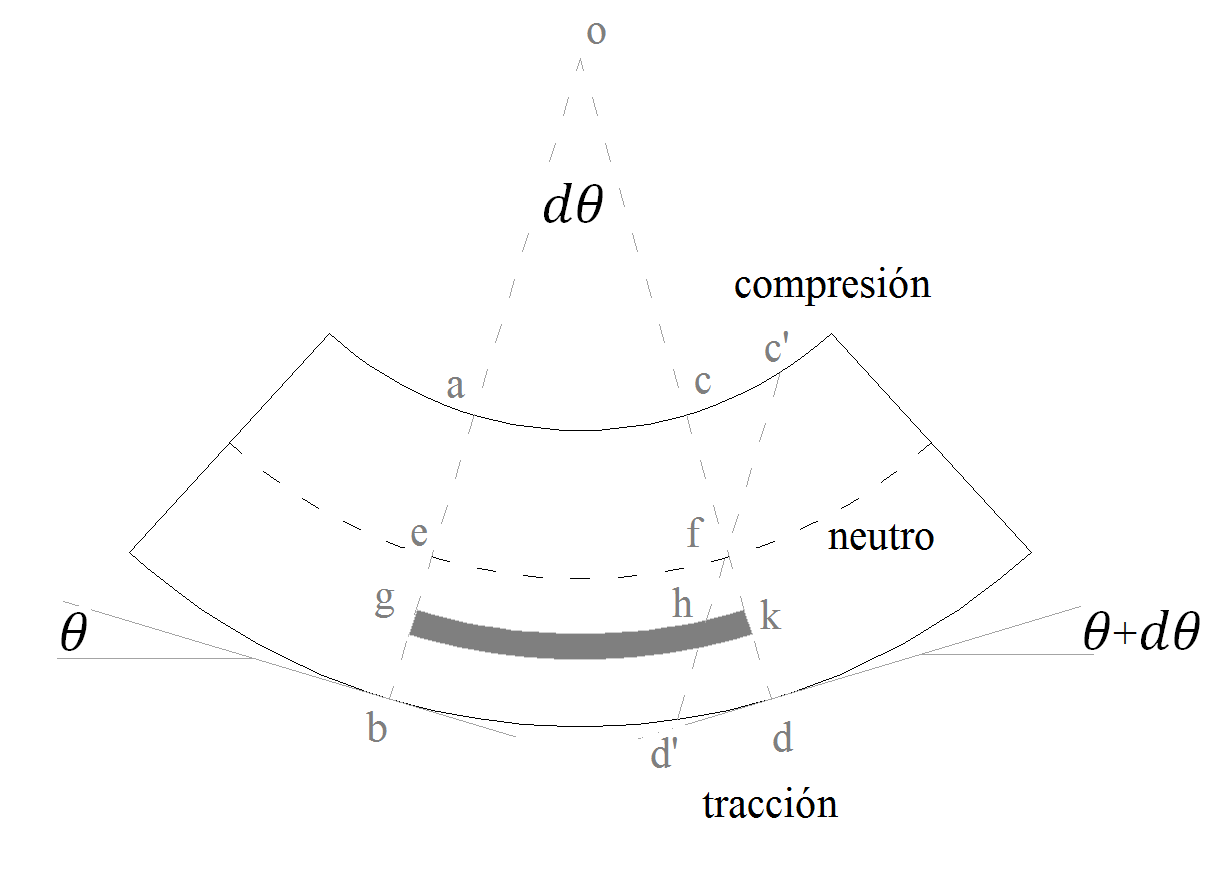 o
dθ
compresión
c'
a
c
e
f
neutro
g
h
k
θ
θ+dθ
b
d'
d
tracción